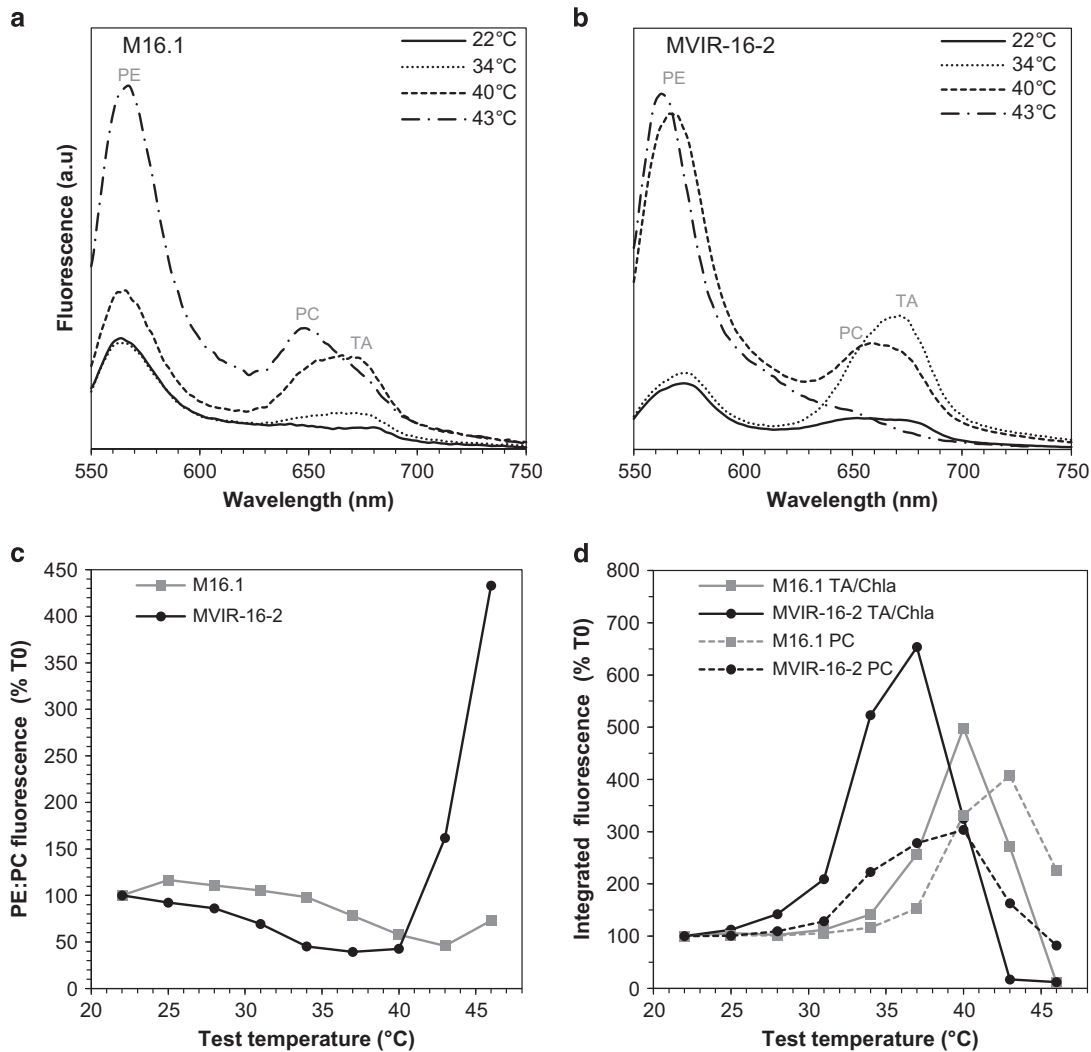 a
M16.1
PE
PC
TA
22°C
34°C
40°C
43°C
Fluorescence (a.u)
550 600 650 700 750
Wavelength (nm)
b
MVIR-16-2
PE
PC
TA
22°C
34°C
40°C
43°C
550 600 650 700 750
Wavelength (nm)
c
M16.1
MVIR-16-2
PE:PC fluorescence (% T0)
450
400
350
300
250
200
150
100
50
0
20 25 30 35 40 45
Test temperature (°C)
d
M16.1 TA/Chla
MVIR-16-2 TA/Chla
M16.1 PC
MVIR-16-2 PC
Integrated fluorescence (% T0)
800
700
600
500
400
300
200
100
0
20 25 30 35 40 45
Test temperature (°C)